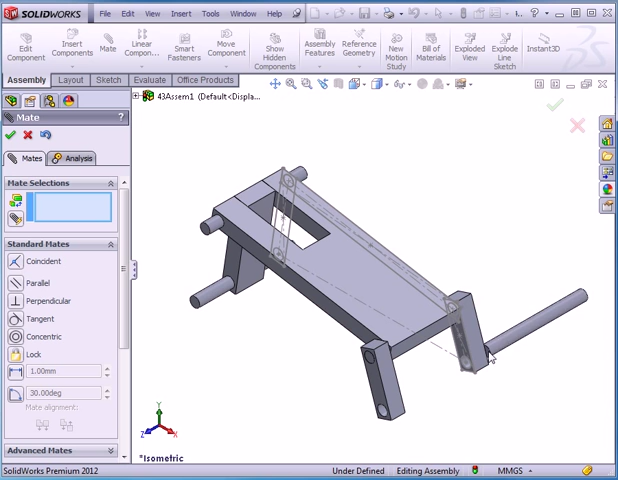 SOLIDWORKS File Edit View Insert Tools Window Help
Edit Component
Insert Components
Mate
Linear Compon...
Smart Fasteners
Move Component
Show Hidden Components
Assembly Features
Reference Geometry
New Motion Study
Bill of Materials
Exploded View
Explode Line Sketch
Instant3D
Assembly Layout Sketch Evaluate Office Products
43Assem1 (Default<Displa...
Mate ?
Mates Analysis
Mate Selections
Standard Mates
Coincident
Parallel
Perpendicular
Tangent
Concentric
Lock
1.00mm
30.00deg
Mate alignment:
Advanced Mates
Y
Z X
*Isometric
SolidWorks Premium 2012 Under Defined Editing Assembly MMGS